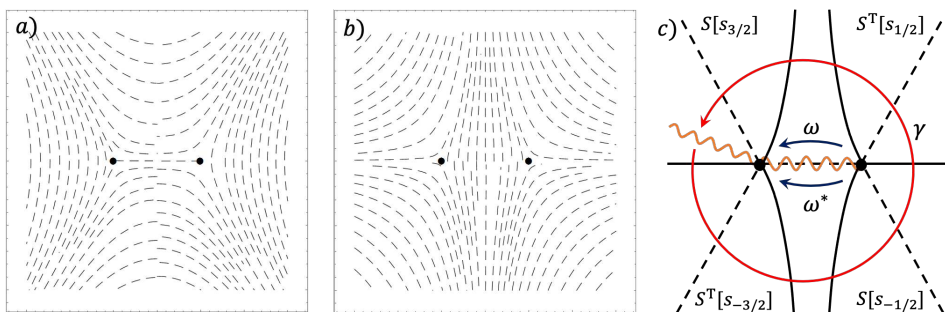 a)
b)
c)
S[s_{3/2}]
S^T[s_{1/2}]
ω
γ
ω*
S^T[s_{-3/2}]
S[s_{-1/2}]